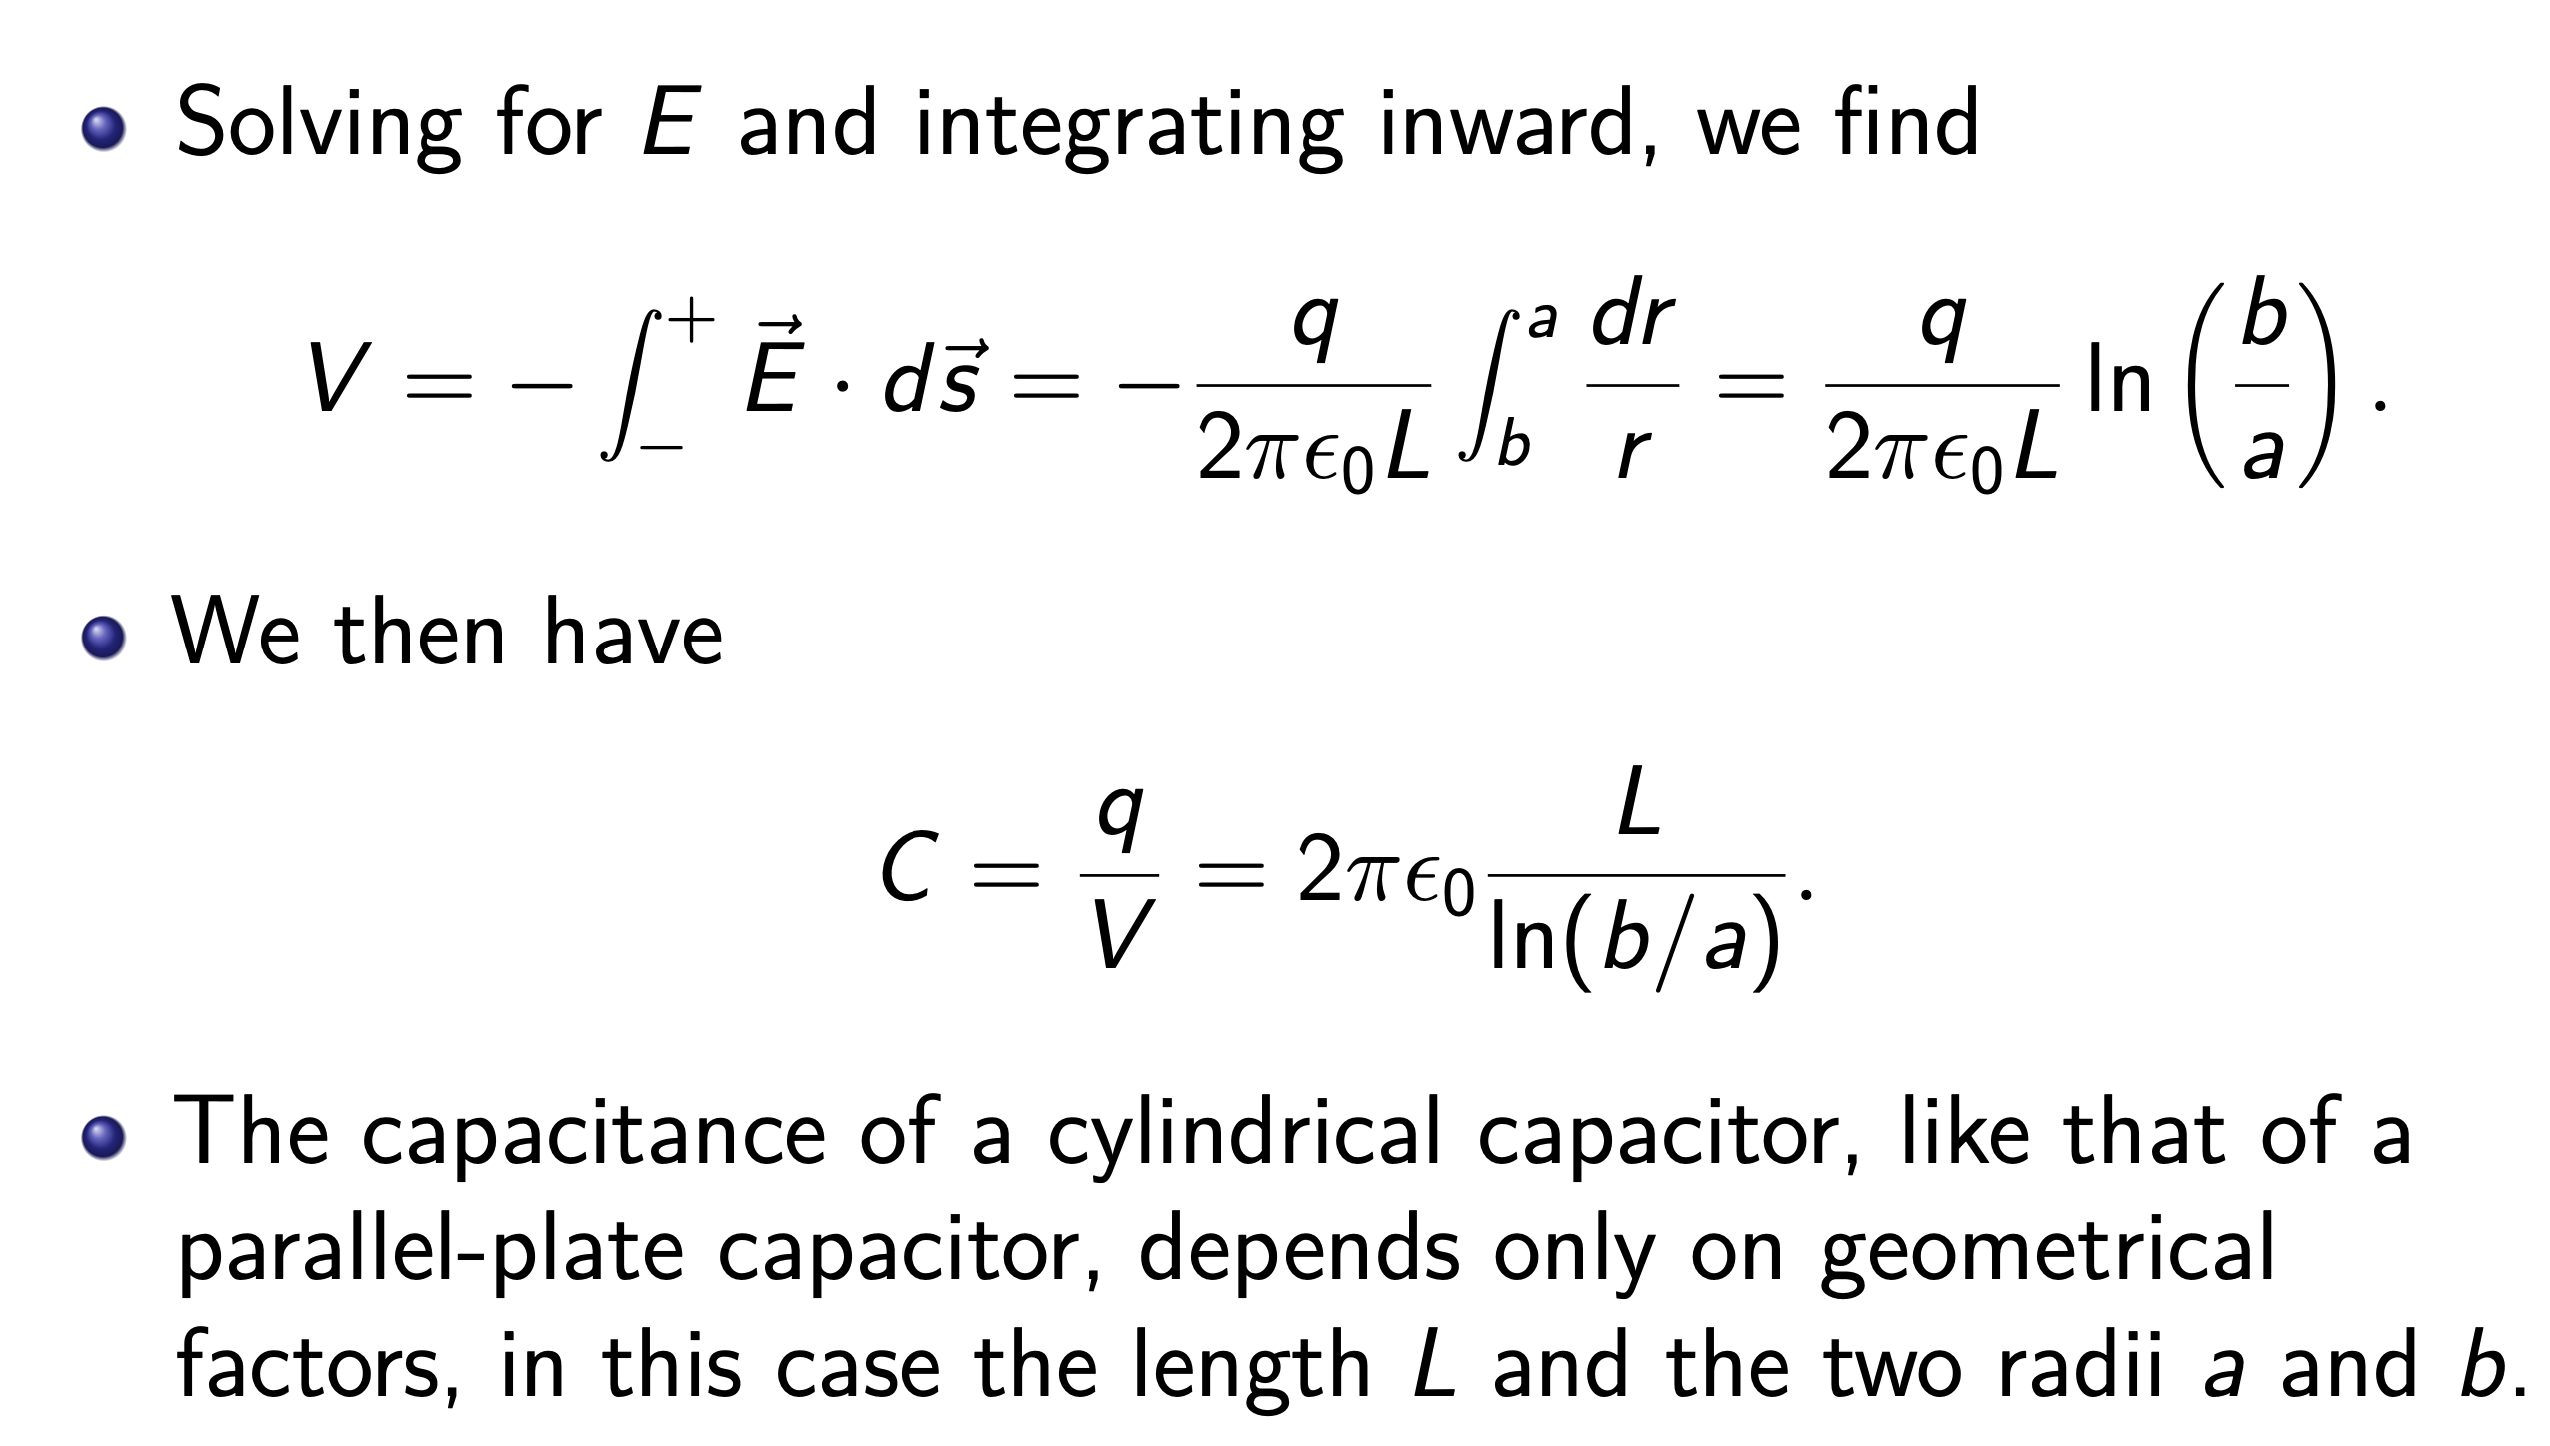 • Solving for E and integrating inward, we find
$V = -\int_{-}^{+} \vec{E} \cdot d\vec{s} = -\frac{q}{2\pi\epsilon_0 L} \int_b^a \frac{dr}{r} = \frac{q}{2\pi\epsilon_0 L} \ln\left(\frac{b}{a}\right).$
• We then have
$C = \frac{q}{V} = 2\pi\epsilon_0 \frac{L}{\ln(b/a)}.$
• The capacitance of a cylindrical capacitor, like that of a
parallel-plate capacitor, depends only on geometrical
factors, in this case the length L and the two radii a and b.